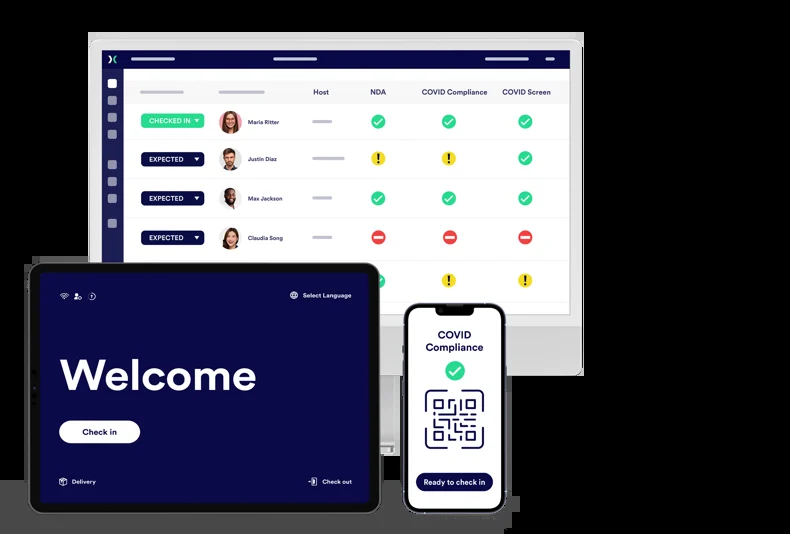 Host NDA COVID Compliance COVID Screen
CHECKED IN Maria Ritter
EXPECTED Justin Diaz
EXPECTED Max Jackson
EXPECTED Claudia Song
Select Language
Welcome
Check in
Delivery Check out
COVID
Compliance
Ready to check in